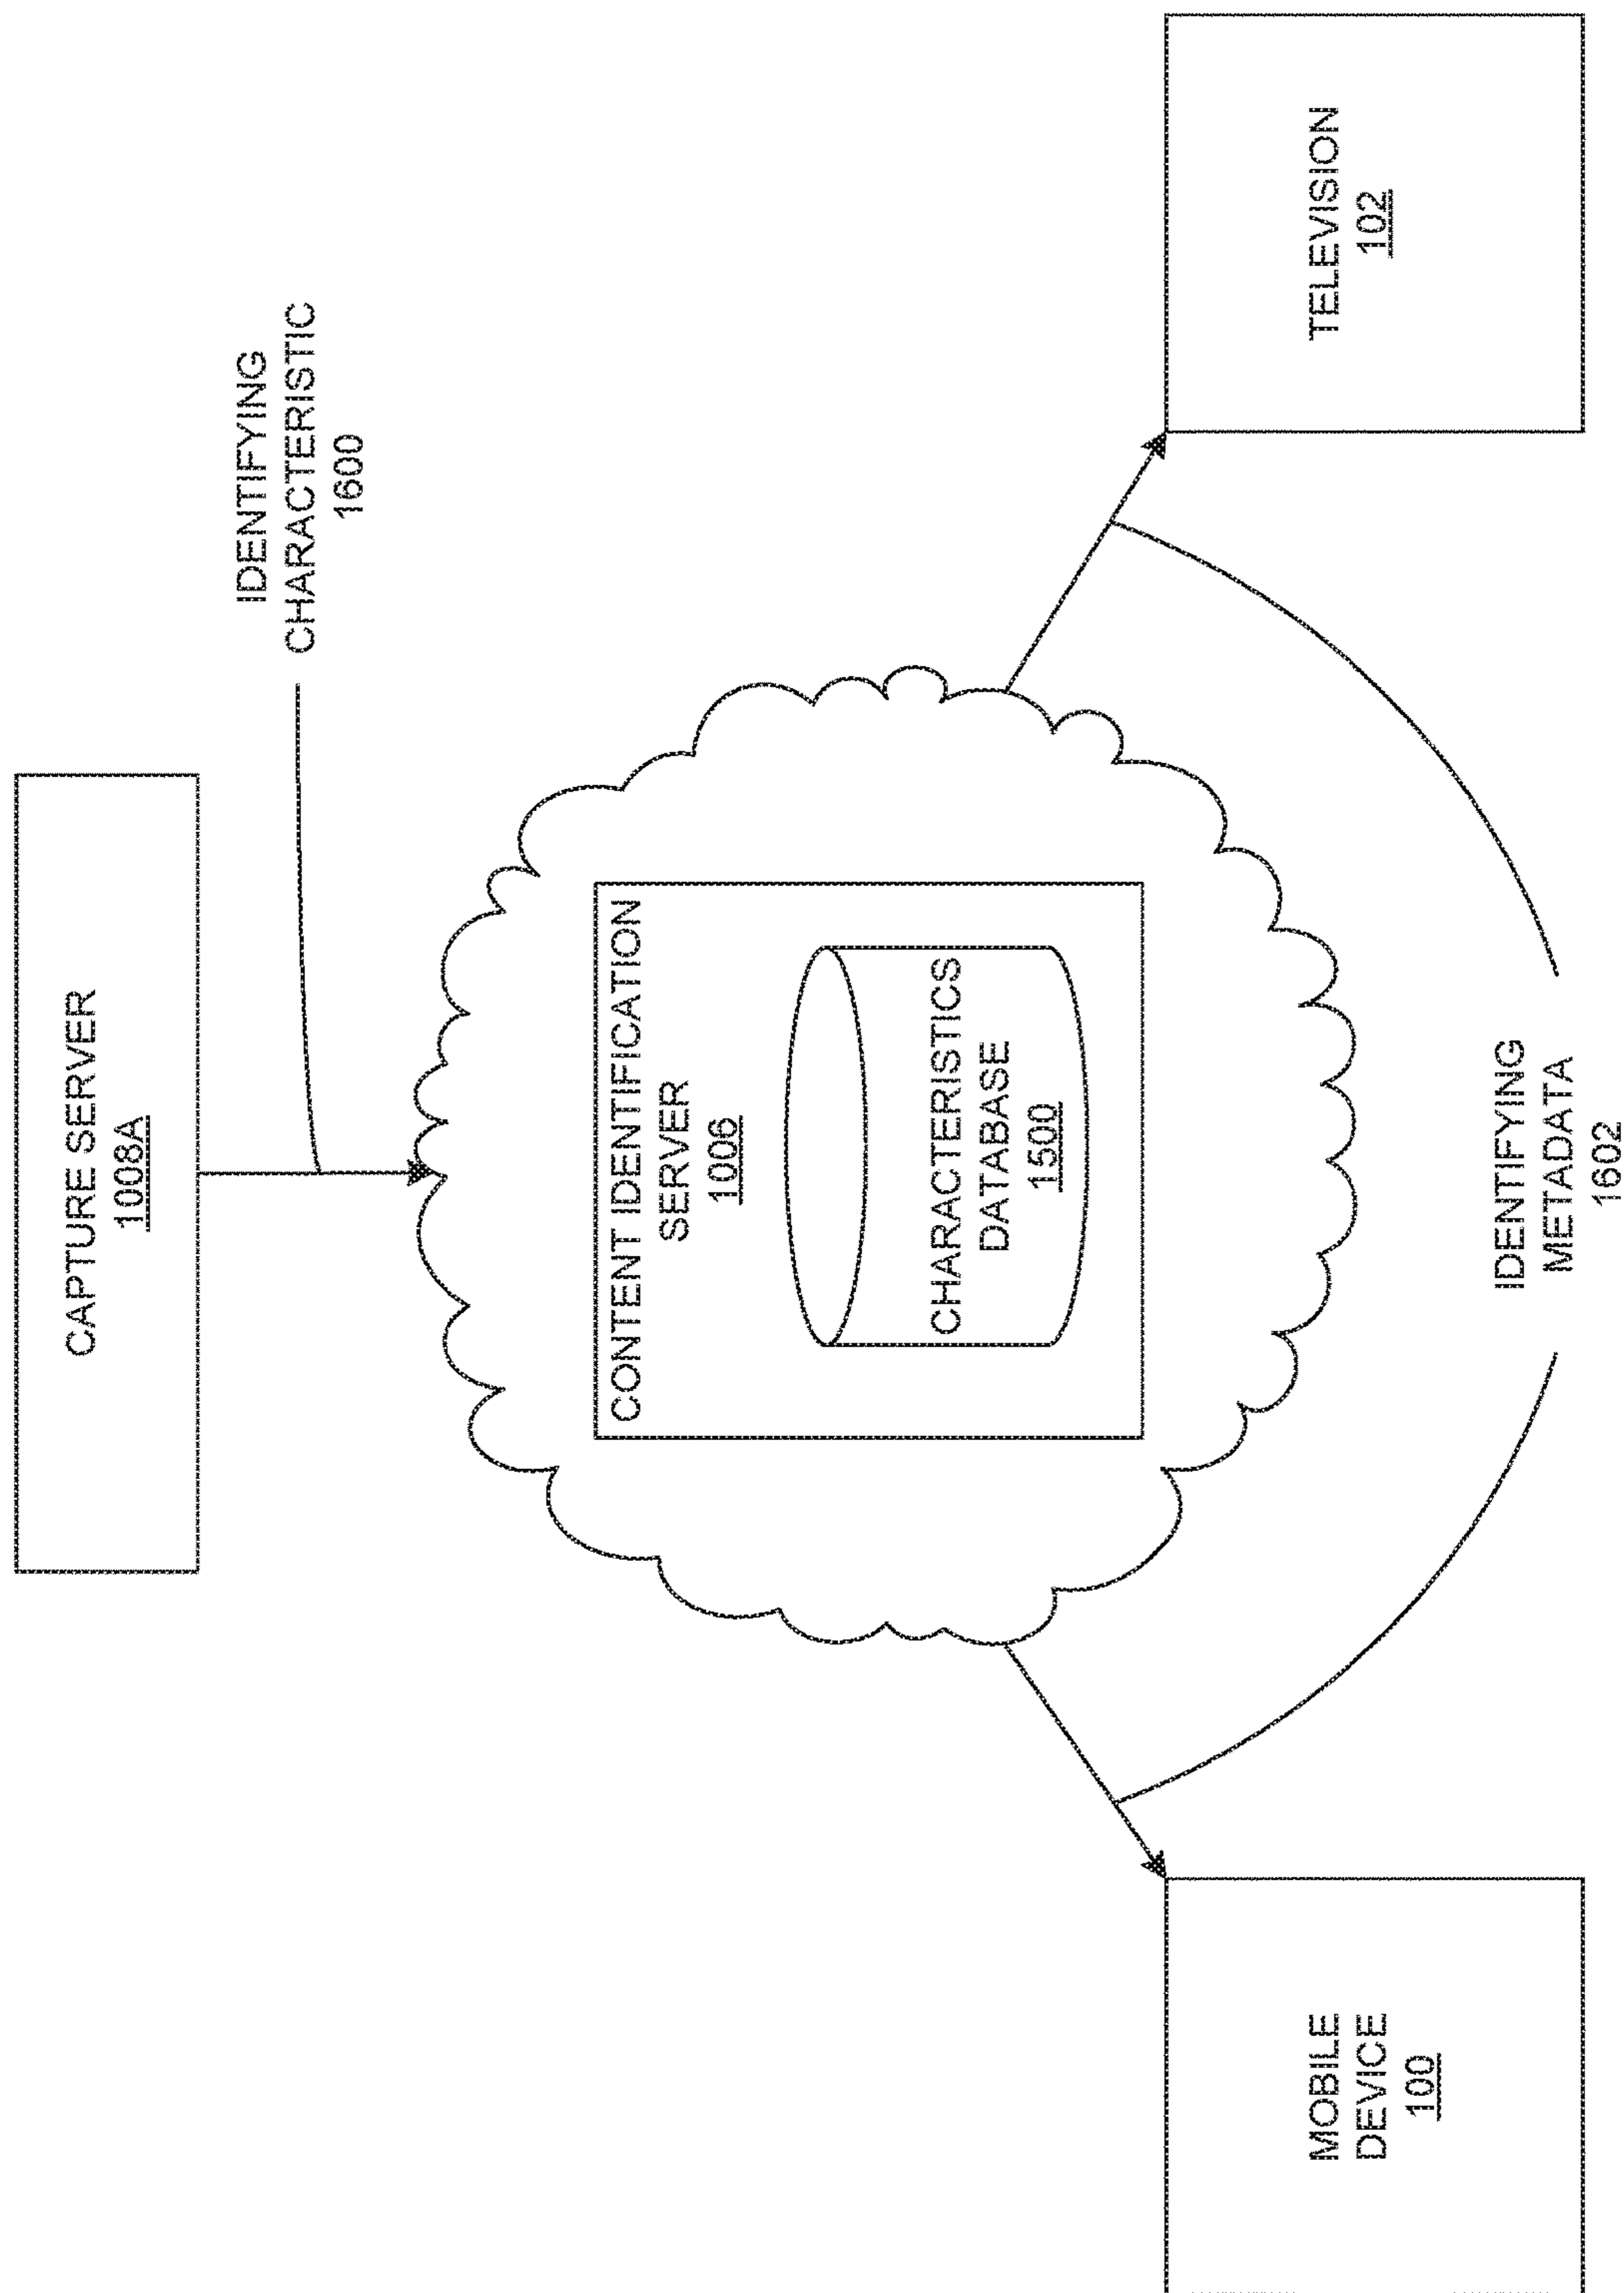 CAPTURE SERVER
1008A
IDENTIFYING
CHARACTERISTIC
1600
CONTENT IDENTIFICATION
SERVER
1006
CHARACTERISTICS
DATABASE
1500
MOBILE
DEVICE
100
IDENTIFYING
METADATA
1602
TELEVISION
102